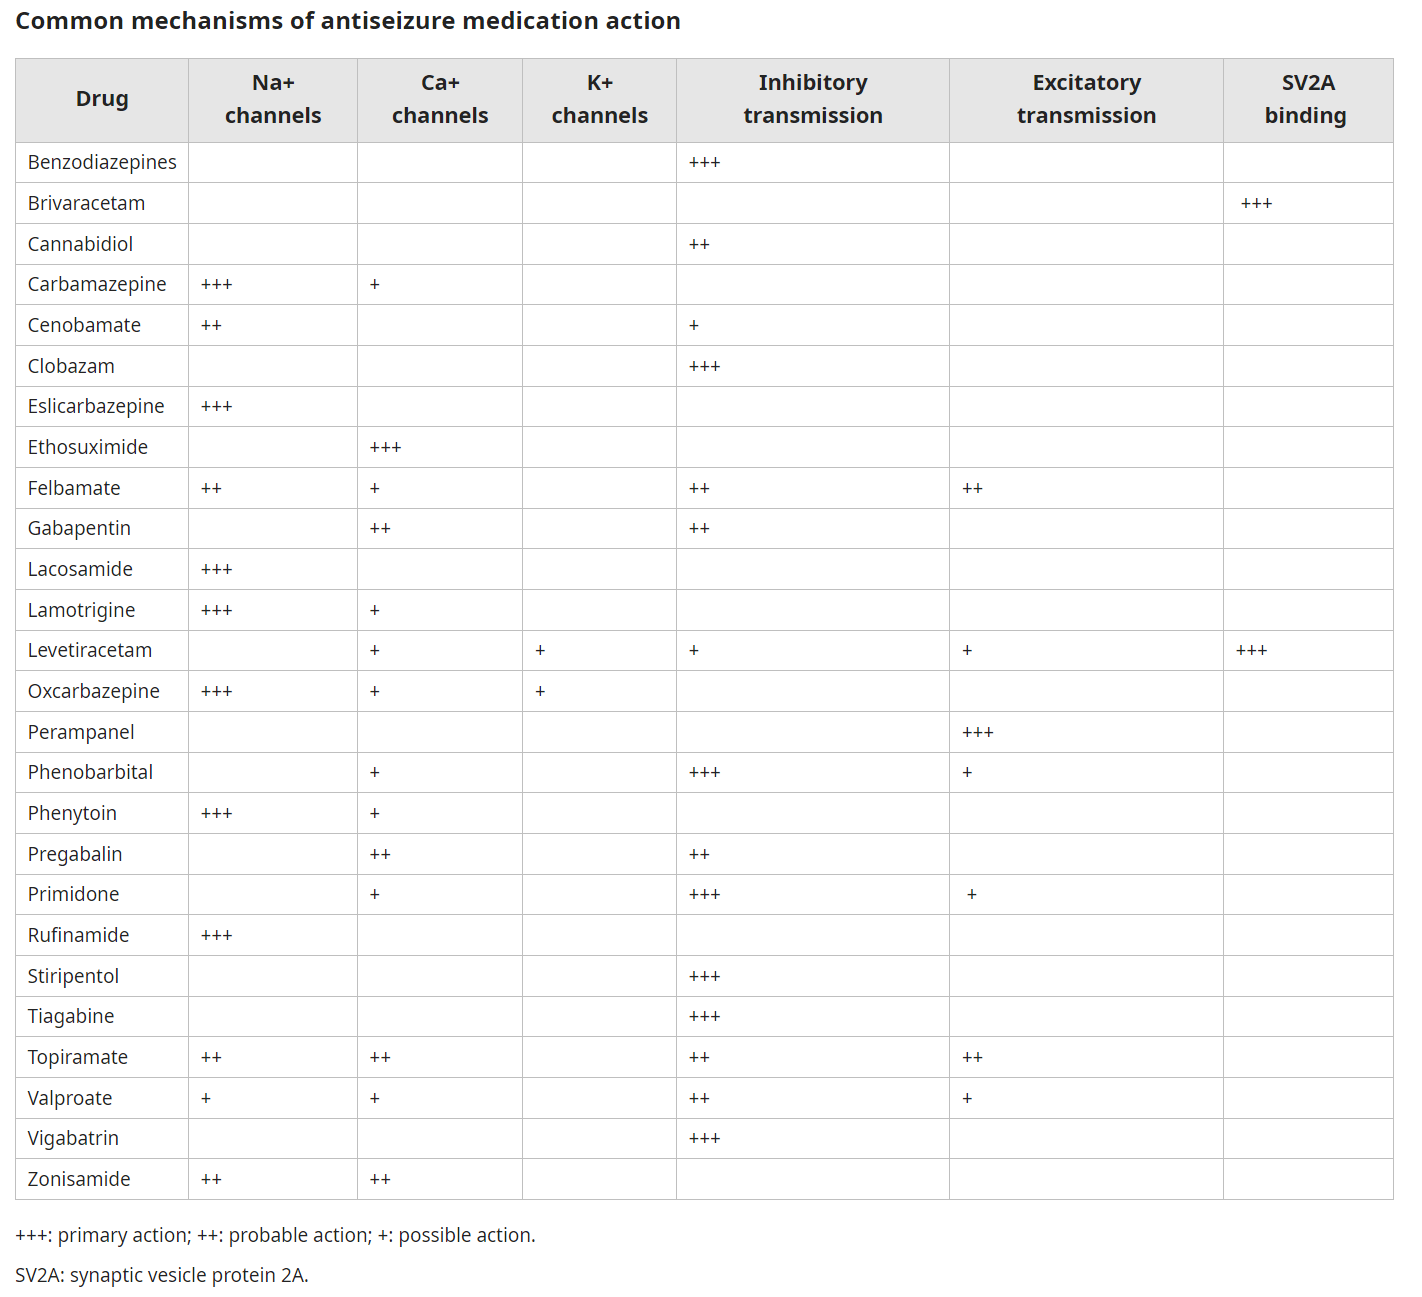 Common mechanisms of antiseizure medication action
Drug Na+ channels Ca+ channels K+ channels Inhibitory transmission Excitatory transmission SV2A binding
Benzodiazepines +++
Brivaracetam +++
Cannabidiol ++
Carbamazepine +++ +
Cenobamate ++ +
Clobazam +++
Eslicarbazepine +++
Ethosuximide +++
Felbamate ++ + ++ ++
Gabapentin ++ ++
Lacosamide +++
Lamotrigine +++ +
Levetiracetam + + + + +++
Oxcarbazepine +++ + +
Perampanel +++
Phenobarbital + +++ +
Phenytoin +++ +
Pregabalin ++ ++
Primidone + +++ +
Rufinamide +++
Stiripentol +++
Tiagabine +++
Topiramate ++ ++ ++ ++
Valproate + + ++ +
Vigabatrin +++
Zonisamide ++ ++
+++: primary action; ++: probable action; +: possible action.
SV2A: synaptic vesicle protein 2A.